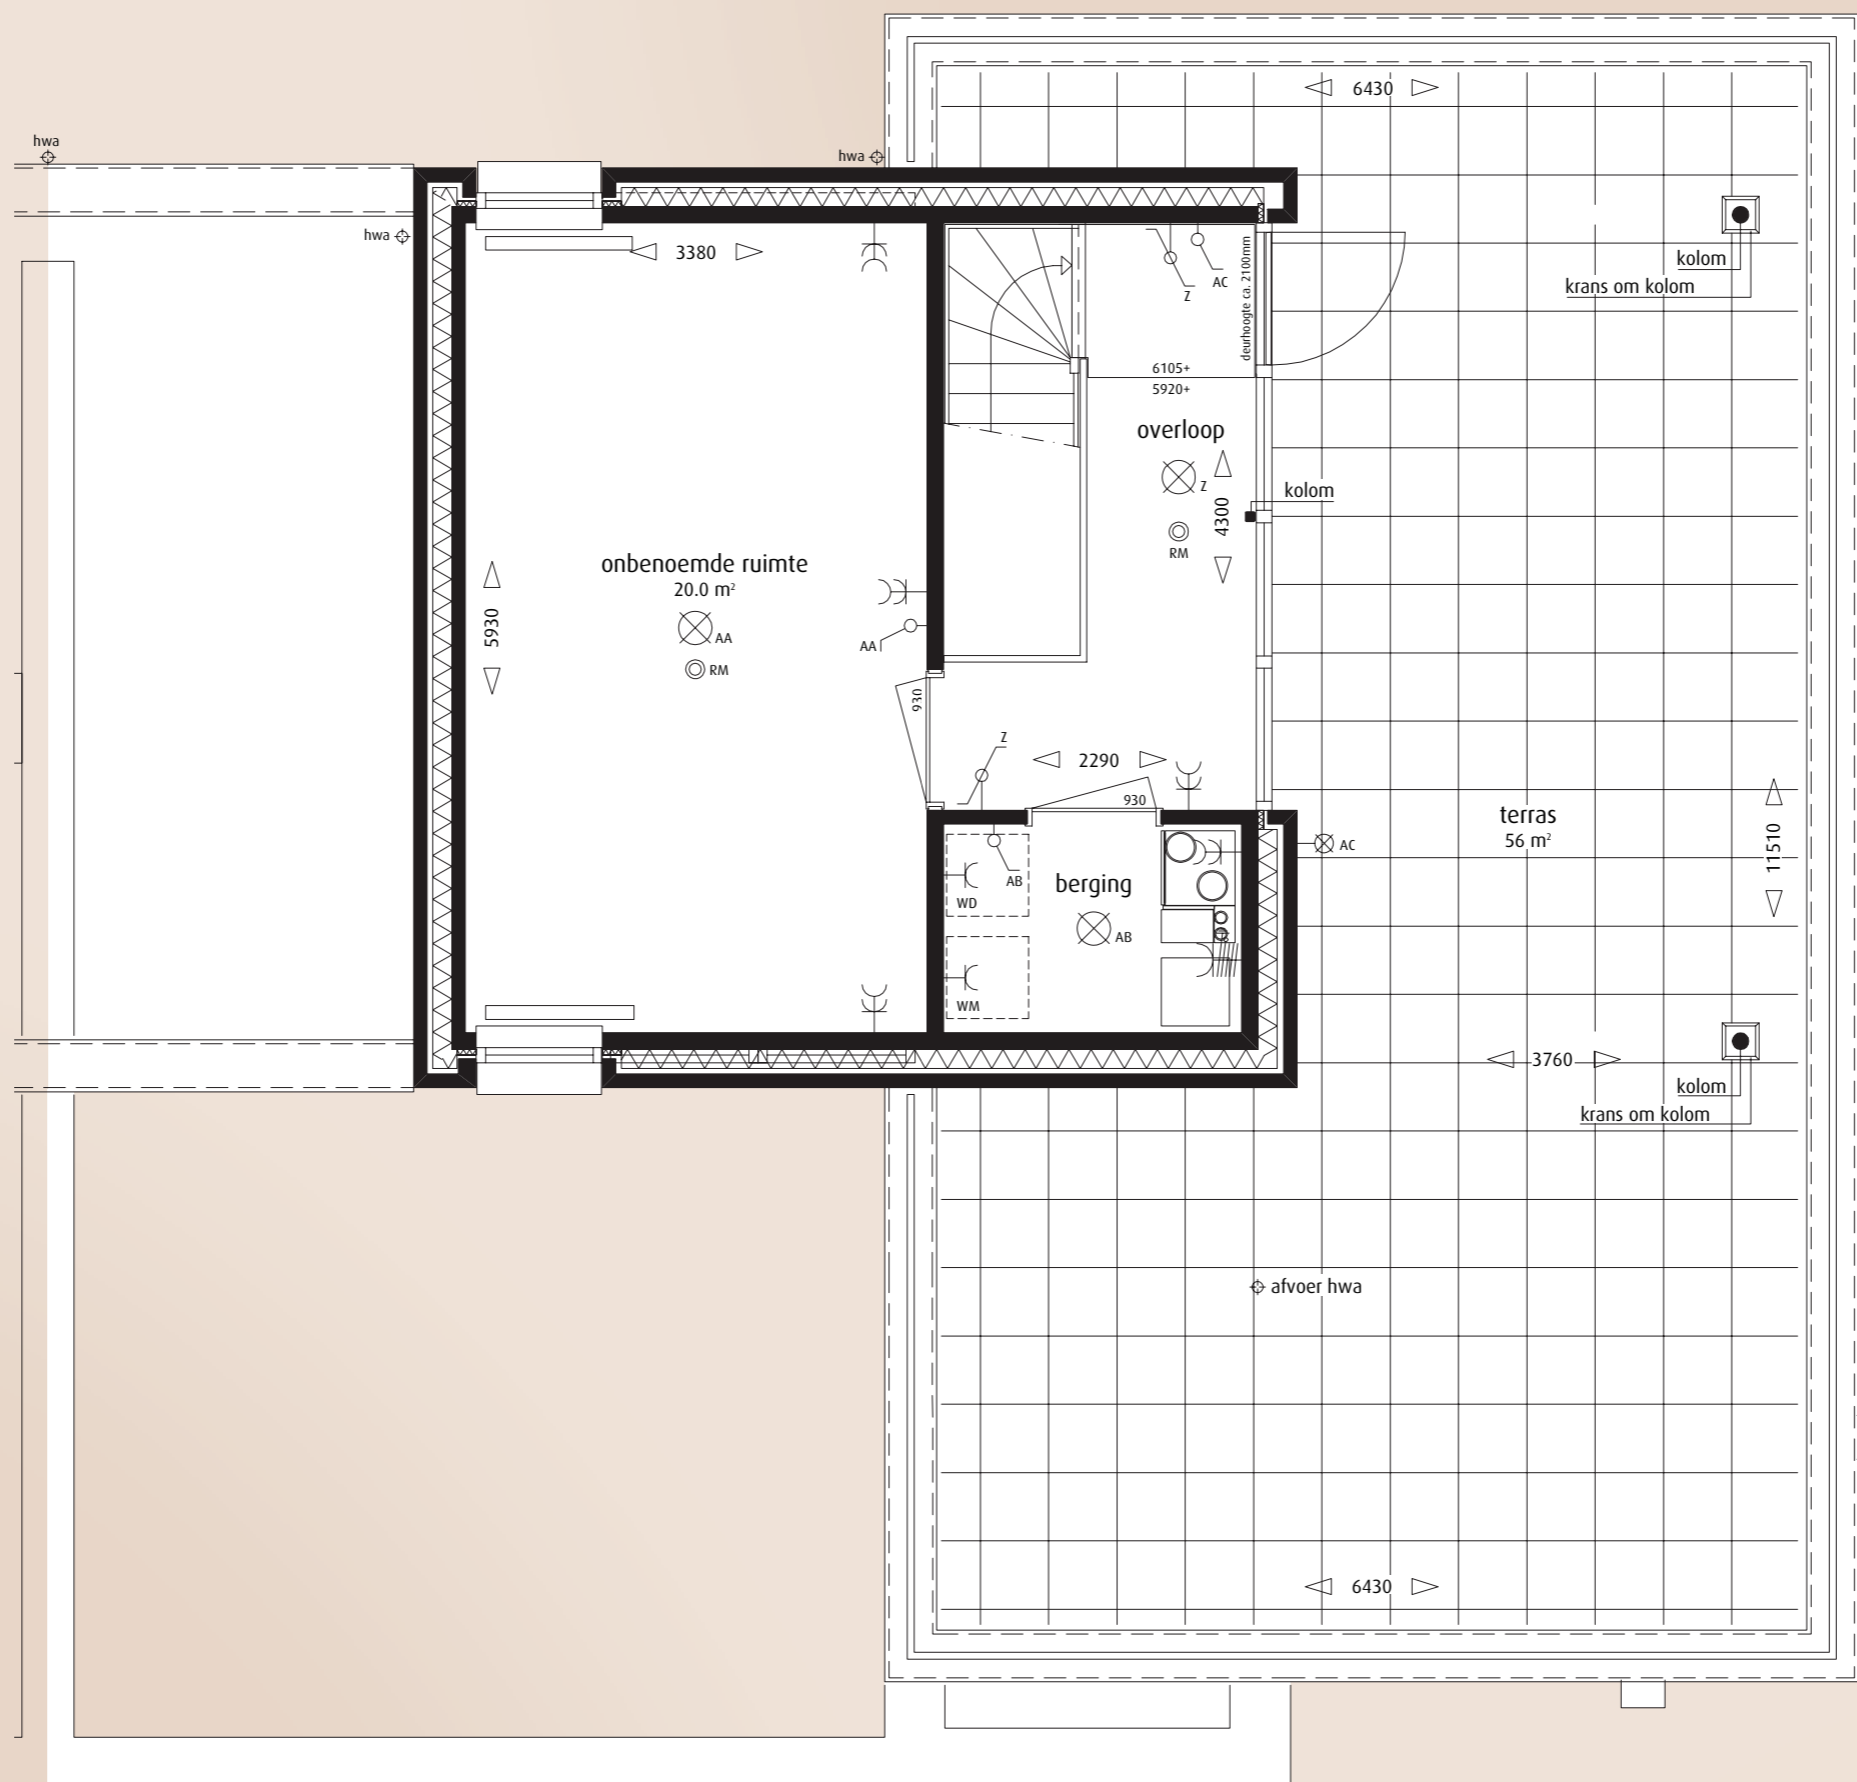 6430
hwa
hwa
hwa
3380
Z
AC
deurhoogte ca. 2100mm
kolom
krans om kolom
6105+
5920+
overloop
Z
4300
RM
kolom
onbenoemde ruimte
20.0 m²
AA
RM
5930
AA
930
Z
2290
930
terras
56 m²
11510
AC
berging
AB
AB
WD
WM
3760
kolom
krans om kolom
afvoer hwa
6430